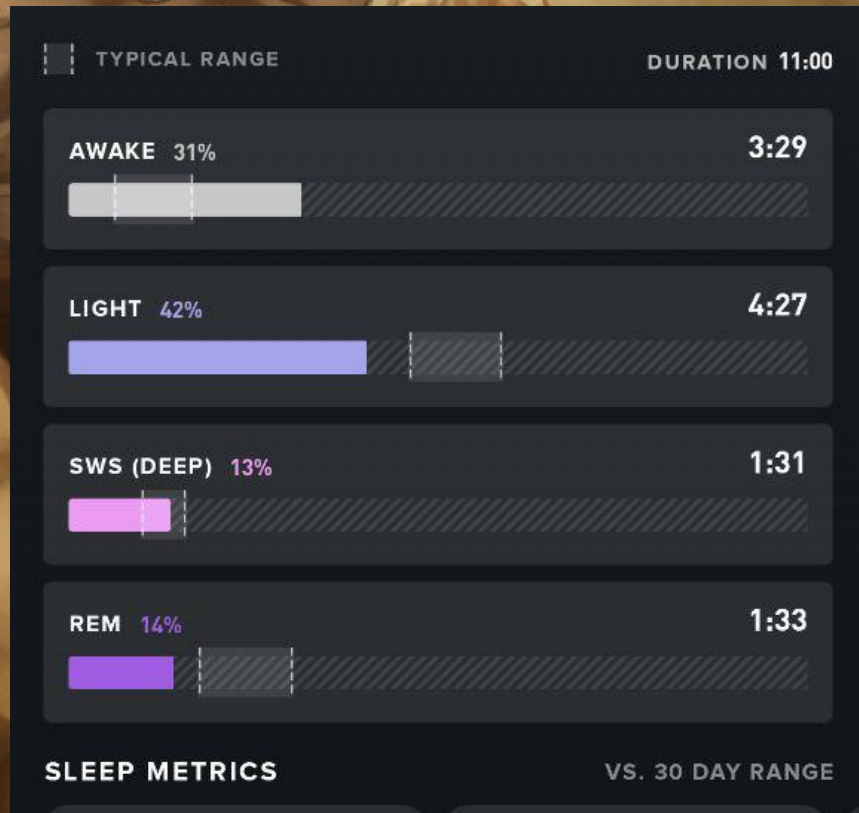 TYPICAL RANGE DURATION 11:00
AWAKE 31% 3:29
LIGHT 42% 4:27
SWS (DEEP) 13% 1:31
REM 14% 1:33
SLEEP METRICS VS. 30 DAY RANGE